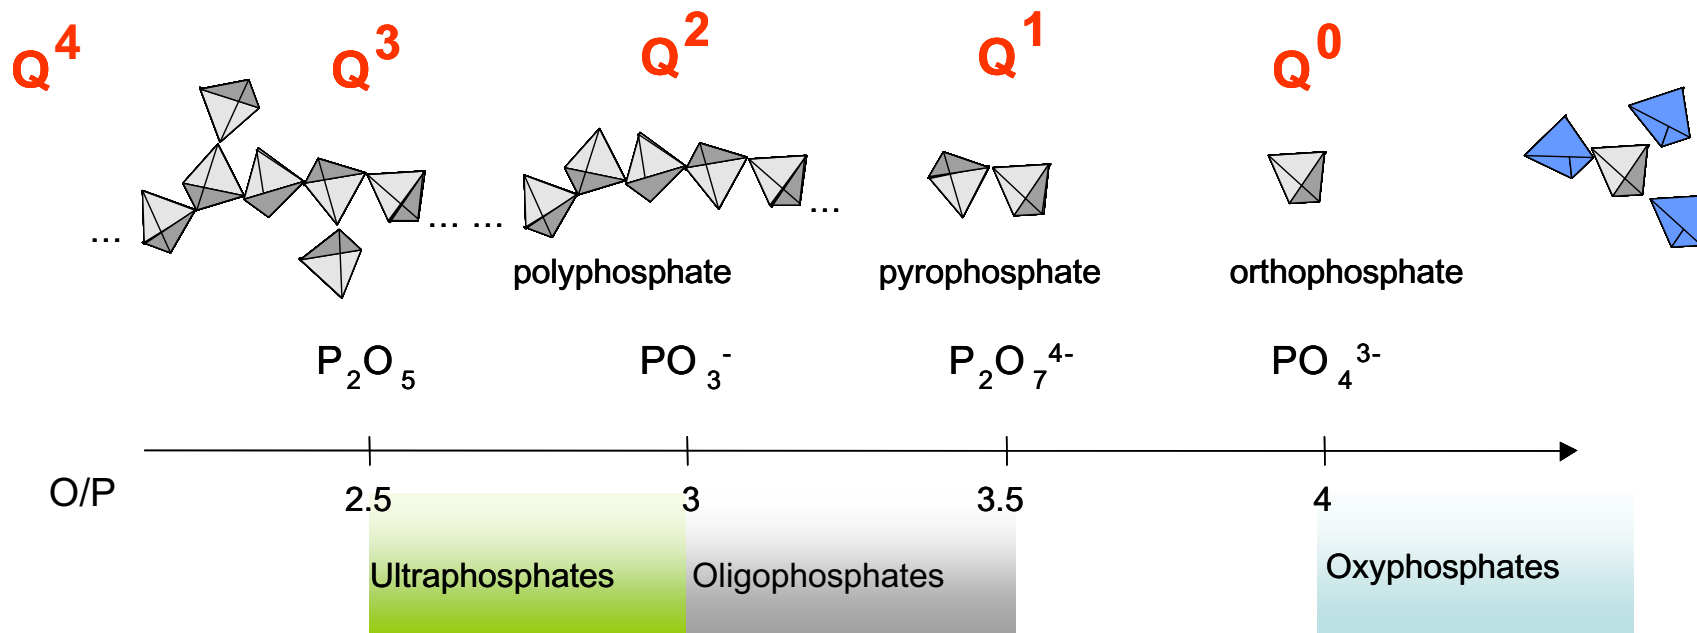 Q⁴ Q³ Q² Q¹ Q⁰
... ... ... ...
polyphosphate pyrophosphate orthophosphate
P₂O₅ PO₃⁻ P₂O₇⁴⁻ PO₄³⁻
O/P 2.5 3 3.5 4
Ultraphosphates Oligophosphates Oxyphosphates